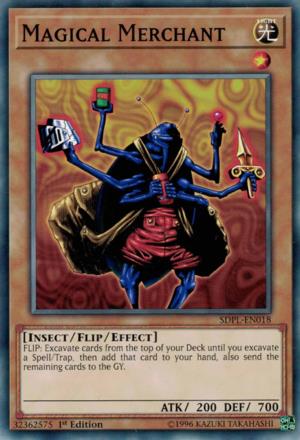 MAGICAL MERCHANT
LIGHT
光
SDPL-EN018
[INSECT/FLIP/EFFECT]
FLIP: Excavate cards from the top of your Deck until you excavate
a Spell/Trap, then add that card to your hand, also send the
remaining cards to the GY.
ATK/ 200 DEF/ 700
32362575 1st Edition ©1996 KAZUKI TAKAHASHI